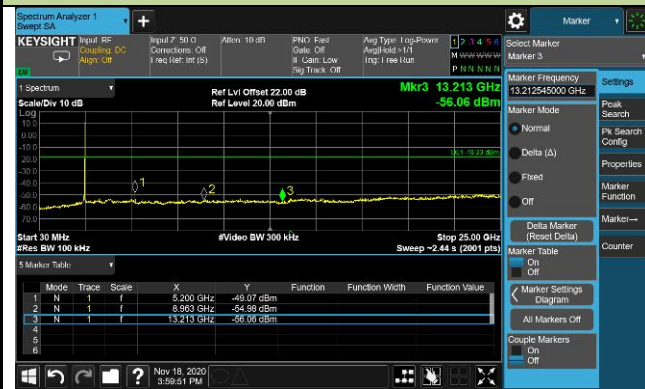 Spectrum Analyzer 1
Swept SA
Marker
KEYSIGHT
Input: RF
Coupling: DC
Align: Off
Input Z: 50 Ω
Corrections: Off
Freq Ref: Int (S)
Atten: 10 dB
PNO: Fast
Gate: Off
IF Gain: Low
Sig Track: Off
Avg Type: Log-Power
Avg|Hold:>1/1
Trig: Free Run
1 2 3 4 5 6
M W W W W W
P N N N N N
Select Marker
Marker 3
1 Spectrum
Scale/Div 10 dB
Ref Lvl Offset 22.00 dB
Ref Level 20.00 dBm
Mkr3 13.213 GHz
-56.06 dBm
Log
10.0
0.00
-10.0
-20.0
-30.0
-40.0
-50.0
-60.0
-70.0
1
2
3
Start 30 MHz
#Res BW 100 kHz
#Video BW 300 kHz
Stop 25.00 GHz
Sweep ~2.44 s (2001 pts)
5 Marker Table
Mode Trace Scale X Y Function Function Width Function Value
1 N 1 f 5.200 GHz -49.07 dBm
2 N 1 f 8.963 GHz -54.98 dBm
3 N 1 f 13.213 GHz -56.06 dBm
4
5
6
Nov 18, 2020
3:59:51 PM
Marker Frequency
13.212545000 GHz
Marker Mode
Normal
Delta (Δ)
Fixed
Off
Delta Marker
(Reset Delta)
Marker Table
On
Off
Marker Settings
Diagram
All Markers Off
Couple Markers
On
Off
Settings
Peak
Search
Pk Search
Config
Properties
Marker
Function
Marker→
Counter